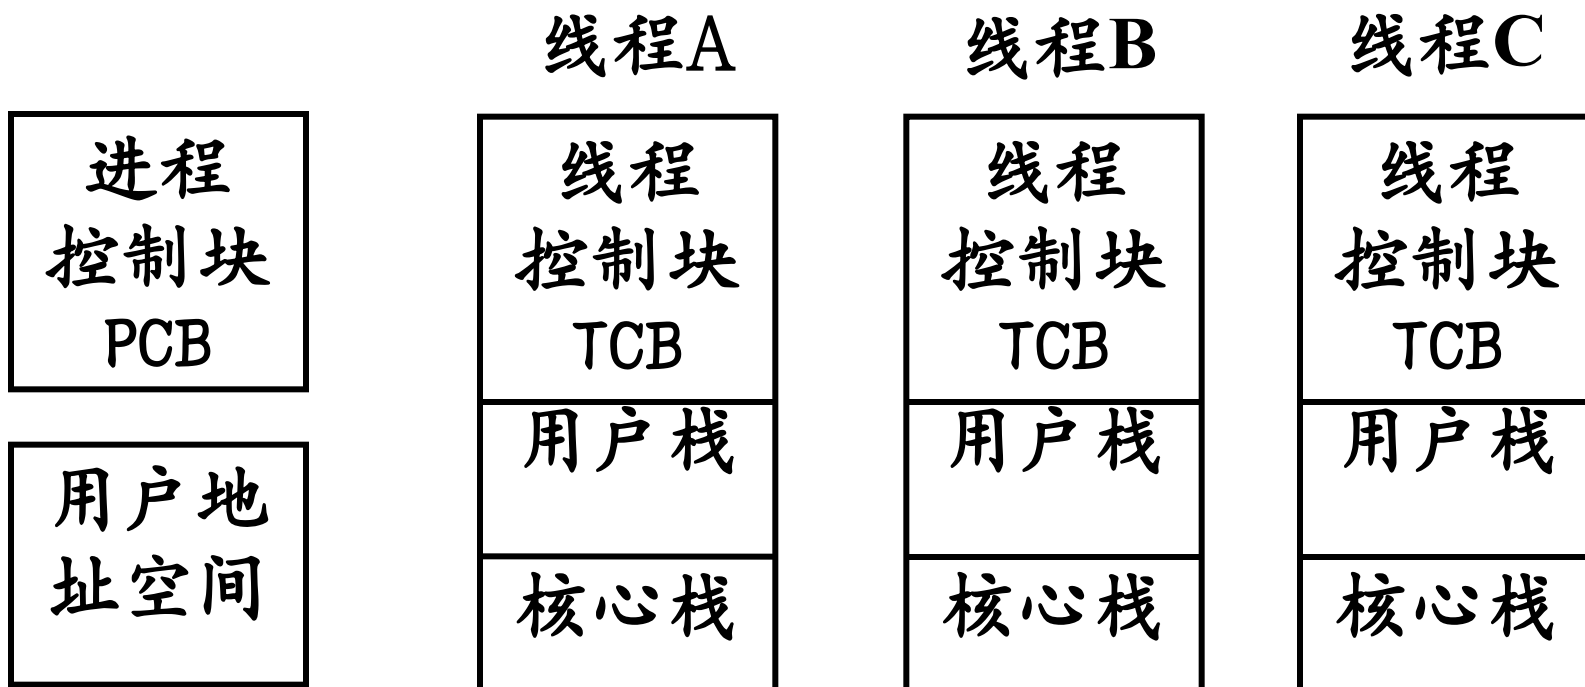 线程A
线程B
线程C
进程
控制块
PCB
用户地
址空间
线程
控制块
TCB
用户栈
核心栈
线程
控制块
TCB
用户栈
核心栈
线程
控制块
TCB
用户栈
核心栈